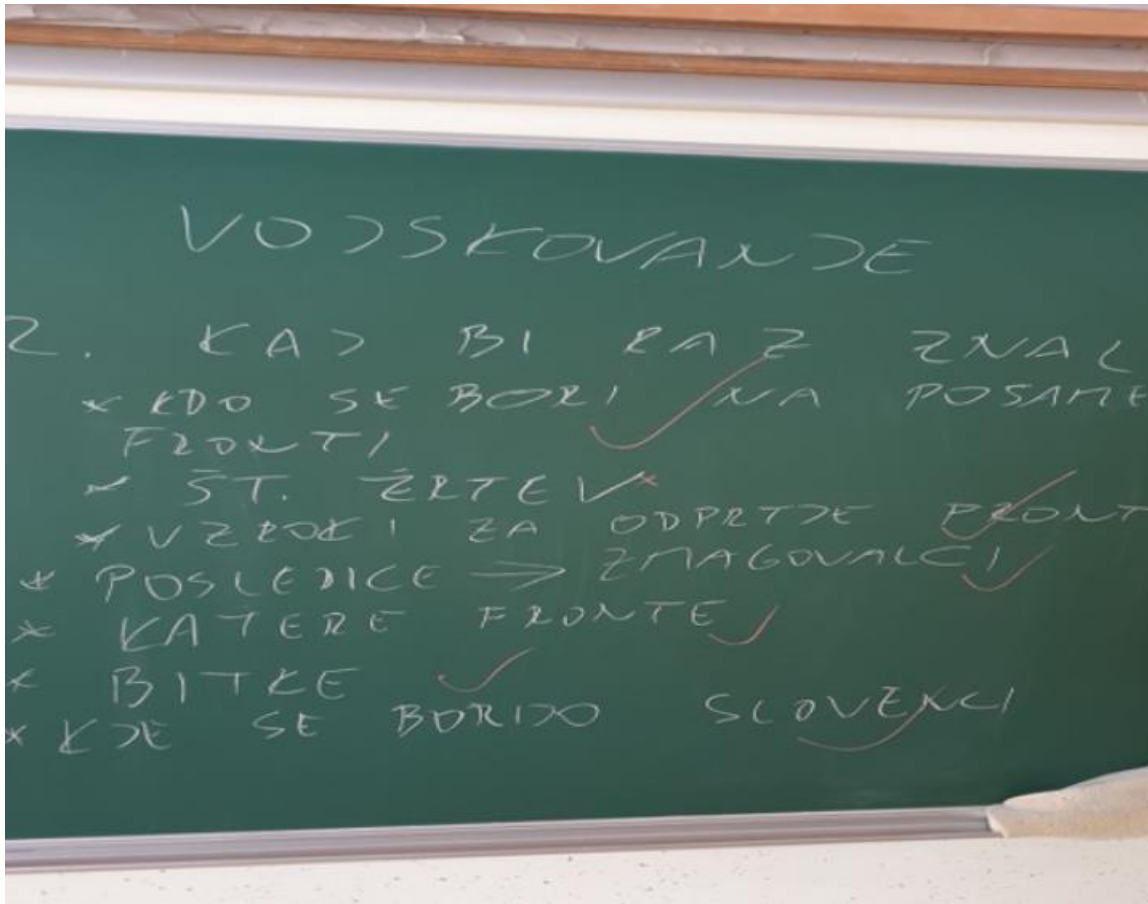 VOJSKOVANJE
2. KAJ BI RAZ ZNAL
* KDO SE BORI NA POSAME
FRONTI
* ŠT. ŽRTEV
* VZROKI ZA ODPRTJE FRONT
* POSLEDICE → ZMAGOVALCI
* KATERE FRONTE
* BITKE
* KJE SE BORIJO SLOVENCI